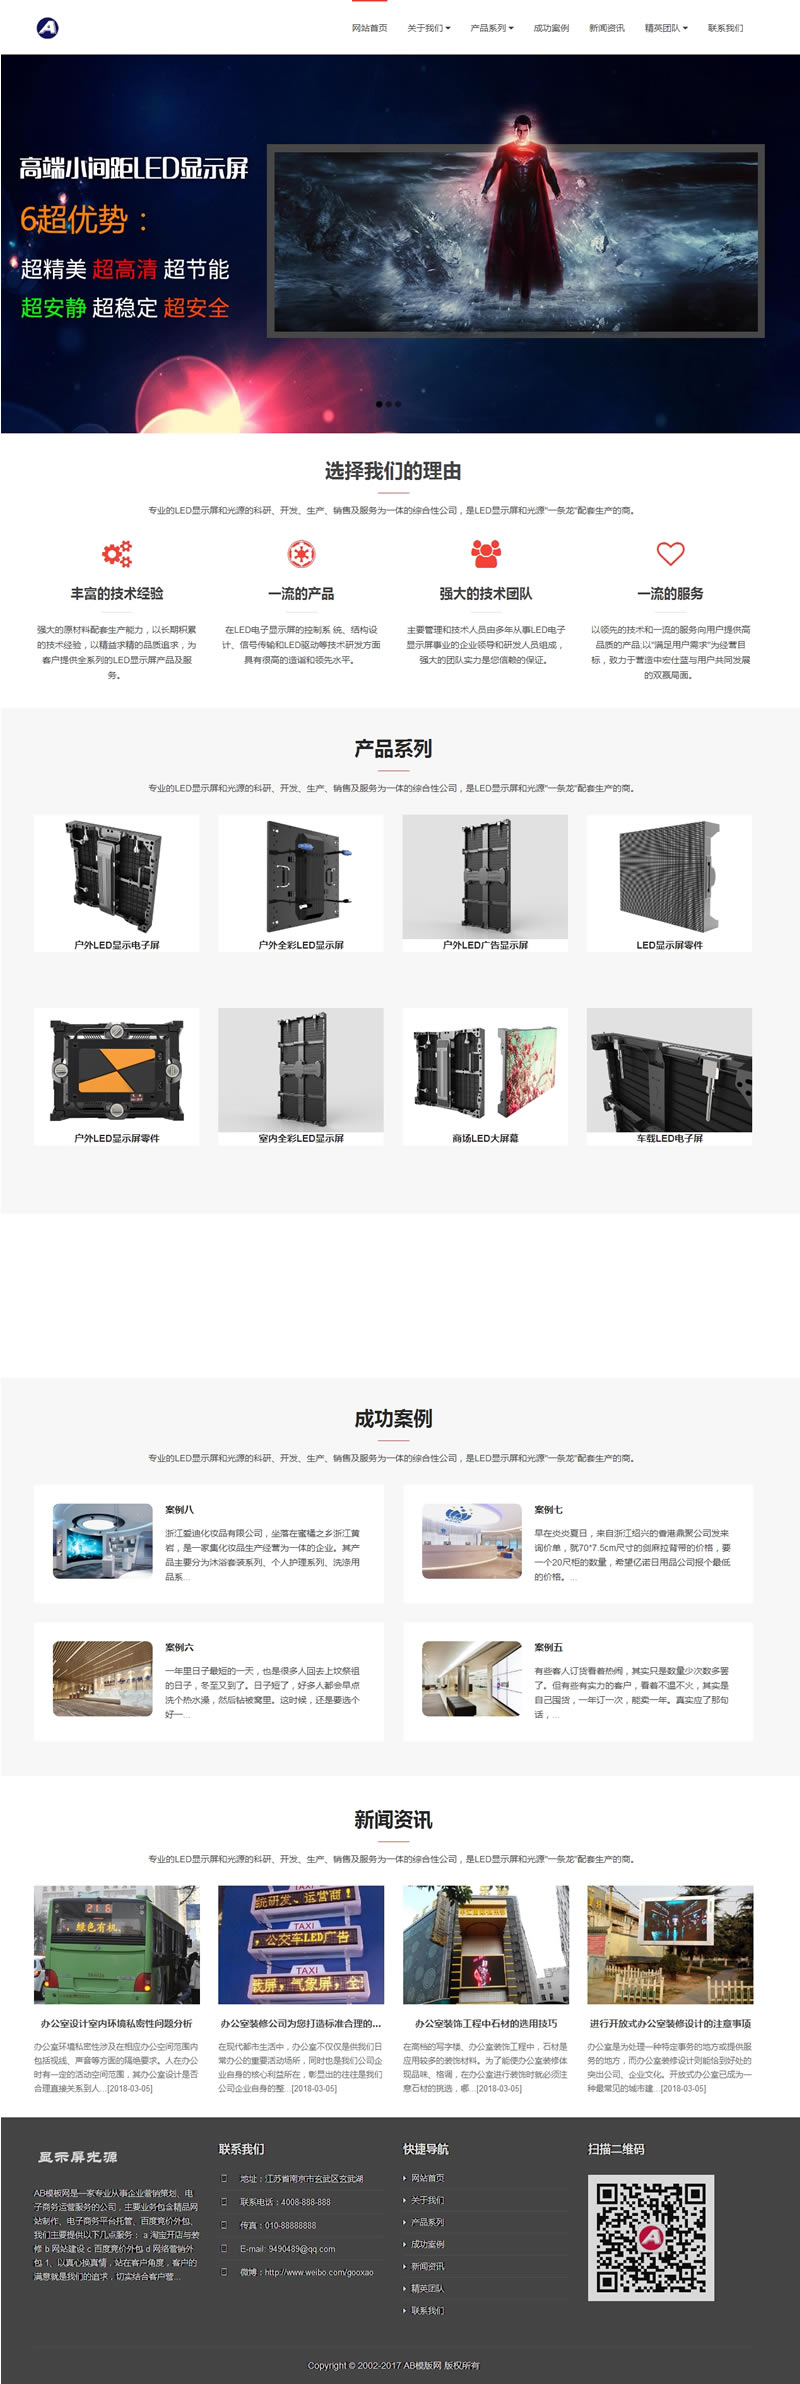 A
网站首页 关于我们 产品系列 成功案例 新闻资讯 精英团队 联系我们
高端小间距LED显示屏
6超优势：
超精美 超高清 超节能
超安静 超稳定 超安全
选择我们的理由
专业的LED显示屏和光源的科研、开发、生产、销售及服务为一体的综合性公司，是LED显示屏和光源"一条龙"配套生产的商。
丰富的技术经验
强大的原材料配套生产能力，以长期积累
的技术经验，以精益求精的品质追求，为
客户提供全系列的LED显示屏产品及服
务。
一流的产品
在LED电子显示屏的控制系 统、结构设
计、信号传输和LED驱动等技术研发方面
具有很高的造诣和领先水平。
强大的技术团队
主要管理和技术人员由多年从事LED电子
显示屏事业的企业领导和研发人员组成，
强大的团队实力是您信赖的保证。
一流的服务
以领先的技术和一流的服务向用户提供高
品质的产品;以"满足用户需求"为经营目
标，致力于营造中宏仕蓝与用户共同发展
的双赢局面。
产品系列
专业的LED显示屏和光源的科研、开发、生产、销售及服务为一体的综合性公司，是LED显示屏和光源"一条龙"配套生产的商。
户外LED显示电子屏
户外全彩LED显示屏
户外LED广告显示屏
LED显示屏零件
户外LED显示屏零件
室内全彩LED显示屏
商场LED大屏幕
车载LED电子屏
成功案例
专业的LED显示屏和光源的科研、开发、生产、销售及服务为一体的综合性公司，是LED显示屏和光源"一条龙"配套生产的商。
案例八
浙江爱迪化妆品有限公司，坐落在蜜橘之乡浙江黄
岩，是一家集化妆品生产经营为一体的企业。其产
品主要分为沐浴套装系列、个人护理系列、洗涤用
品系...
案例七
早在炎炎夏日，来自浙江绍兴的香港鼎聚公司发来
询价单，就70*7.5cm尺寸的剑麻拉背带的价格，要
一个20尺柜的数量，希望亿诺日用品公司报个最低
的价格。...
案例六
一年里日子最短的一天，也是很多人回去上坟祭祖
的日子，冬至又到了。日子短了，好多人都会早点
洗个热水澡，然后钻被窝里。这时候，还是要选个
好一...
案例五
有些客人订货看着热闹，其实只是数量少次数多罢
了。但有些有实力的客户，看着不温不火，其实是
自己囤货，一年订一次，能卖一年。真实应了那句
话，...
新闻资讯
专业的LED显示屏和光源的科研、开发、生产、销售及服务为一体的综合性公司，是LED显示屏和光源"一条龙"配套生产的商。
21.6
，绿色有机，
统研发、运营商！
TAXI
，公交车LED广告
TAXI
TAXI
办公室设计室内环境私密性问题分析
办公室环境私密性涉及在相应办公空间范围内
包括视线、声音等方面的隔绝要求。人在办公
时有一定的活动空间范围，其办公室设计是否
合理直接关系到人...[2018-03-05]
办公室装修公司为您打造标准合理的...
在现代都市生活中，办公室不仅仅是供我们日
常办公的重要活动场所，同时也是我们公司企
业自身的核心利益所在，彰显出的往往是我们
公司企业自身的整...[2018-03-05]
办公室装饰工程中石材的选用技巧
在高档的写字楼、办公室装饰工程中，石材是
应用较多的装饰材料。为了能使办公室装修体
现品味、格调，在办公室进行装饰时就必须注
意石材的挑选，哪...[2018-03-05]
进行开放式办公室装修设计的注意事项
办公室是为处理一种特定事务的地方或提供服
务的地方，而办公室装修设计则能恰到好处的
突出公司、企业文化。开放式办公室已成为一
种最常见的城市建...[2018-03-05]
显示屏光源
AB模板网是一家专业从事企业营销策划、电
子商务运营服务的公司，主要业务包含精品网
站制作、电子商务平台托管、百度竞价外包、
我们主要提供以下几点服务： a 淘宝开店与装
修 b 网站建设 c 百度竞价外包 d 网络营销外
包 1、以真心换真情，站在客户角度，客户的
满意就是我们的追求，切实结合客户营...
联系我们
地址：江苏省南京市玄武区玄武湖
联系电话：4008-888-888
传真：010-88888888
E-mail: 9490489@qq.com
微博：http://www.weibo.com/gooxao
快捷导航
网站首页
关于我们
产品系列
成功案例
新闻资讯
精英团队
联系我们
扫描二维码
A
Copyright © 2002-2017 AB模版网 版权所有